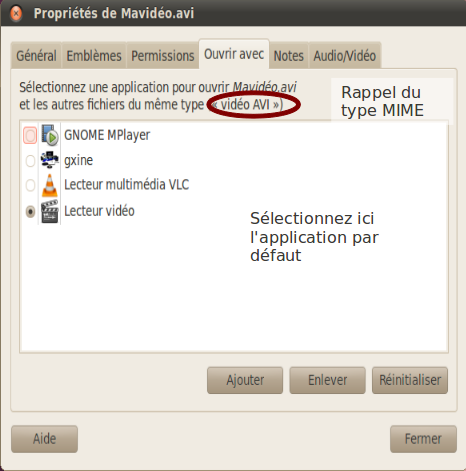 Propriétés de Mavidéo.avi
Général Emblèmes Permissions Ouvrir avec Notes Audio/Vidéo
Sélectionnez une application pour ouvrir Mavidéo.avi
et les autres fichiers du même type (« vidéo AVI »)
Rappel du
type MIME
GNOME MPlayer
gxine
Lecteur multimédia VLC
Lecteur vidéo
Sélectionnez ici
l'application par
défaut
Ajouter Enlever Réinitialiser
Aide Fermer